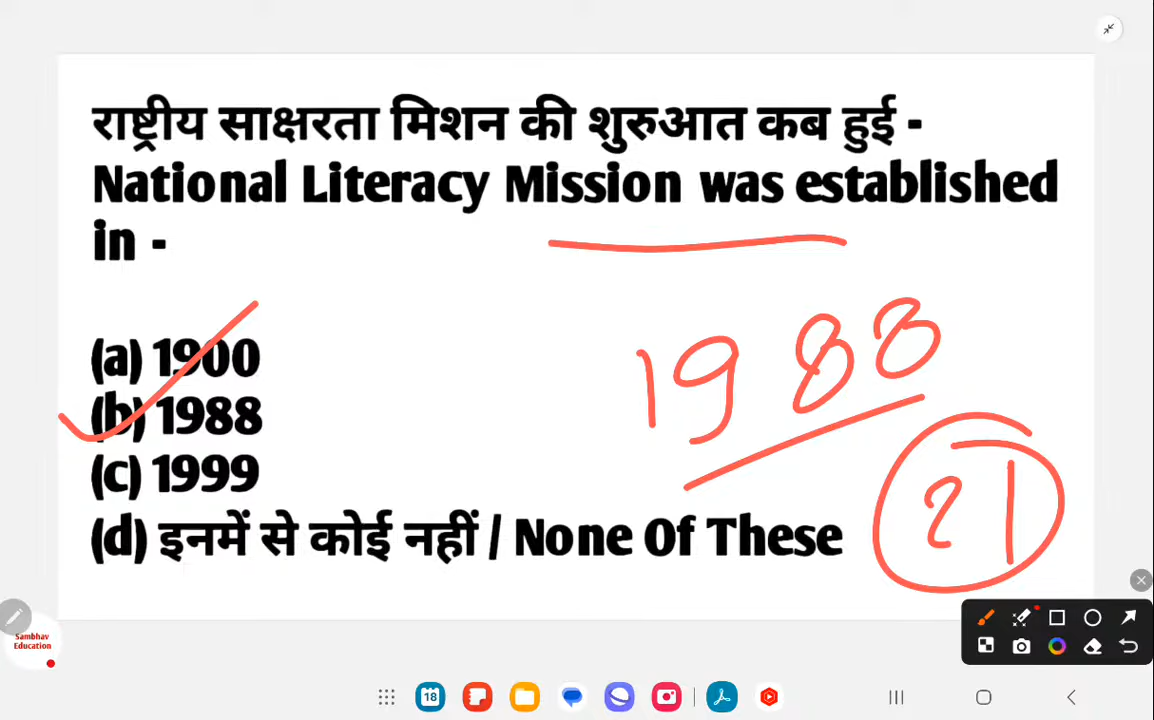 राष्ट्रीय साक्षरता मिशन की शुरुआत कब हुई -
National Literacy Mission was established
in -
(a) 1900
(b) 1988
(c) 1999
(d) इनमें से कोई नहीं / None Of These
1988
21
Sambhav
Education
18